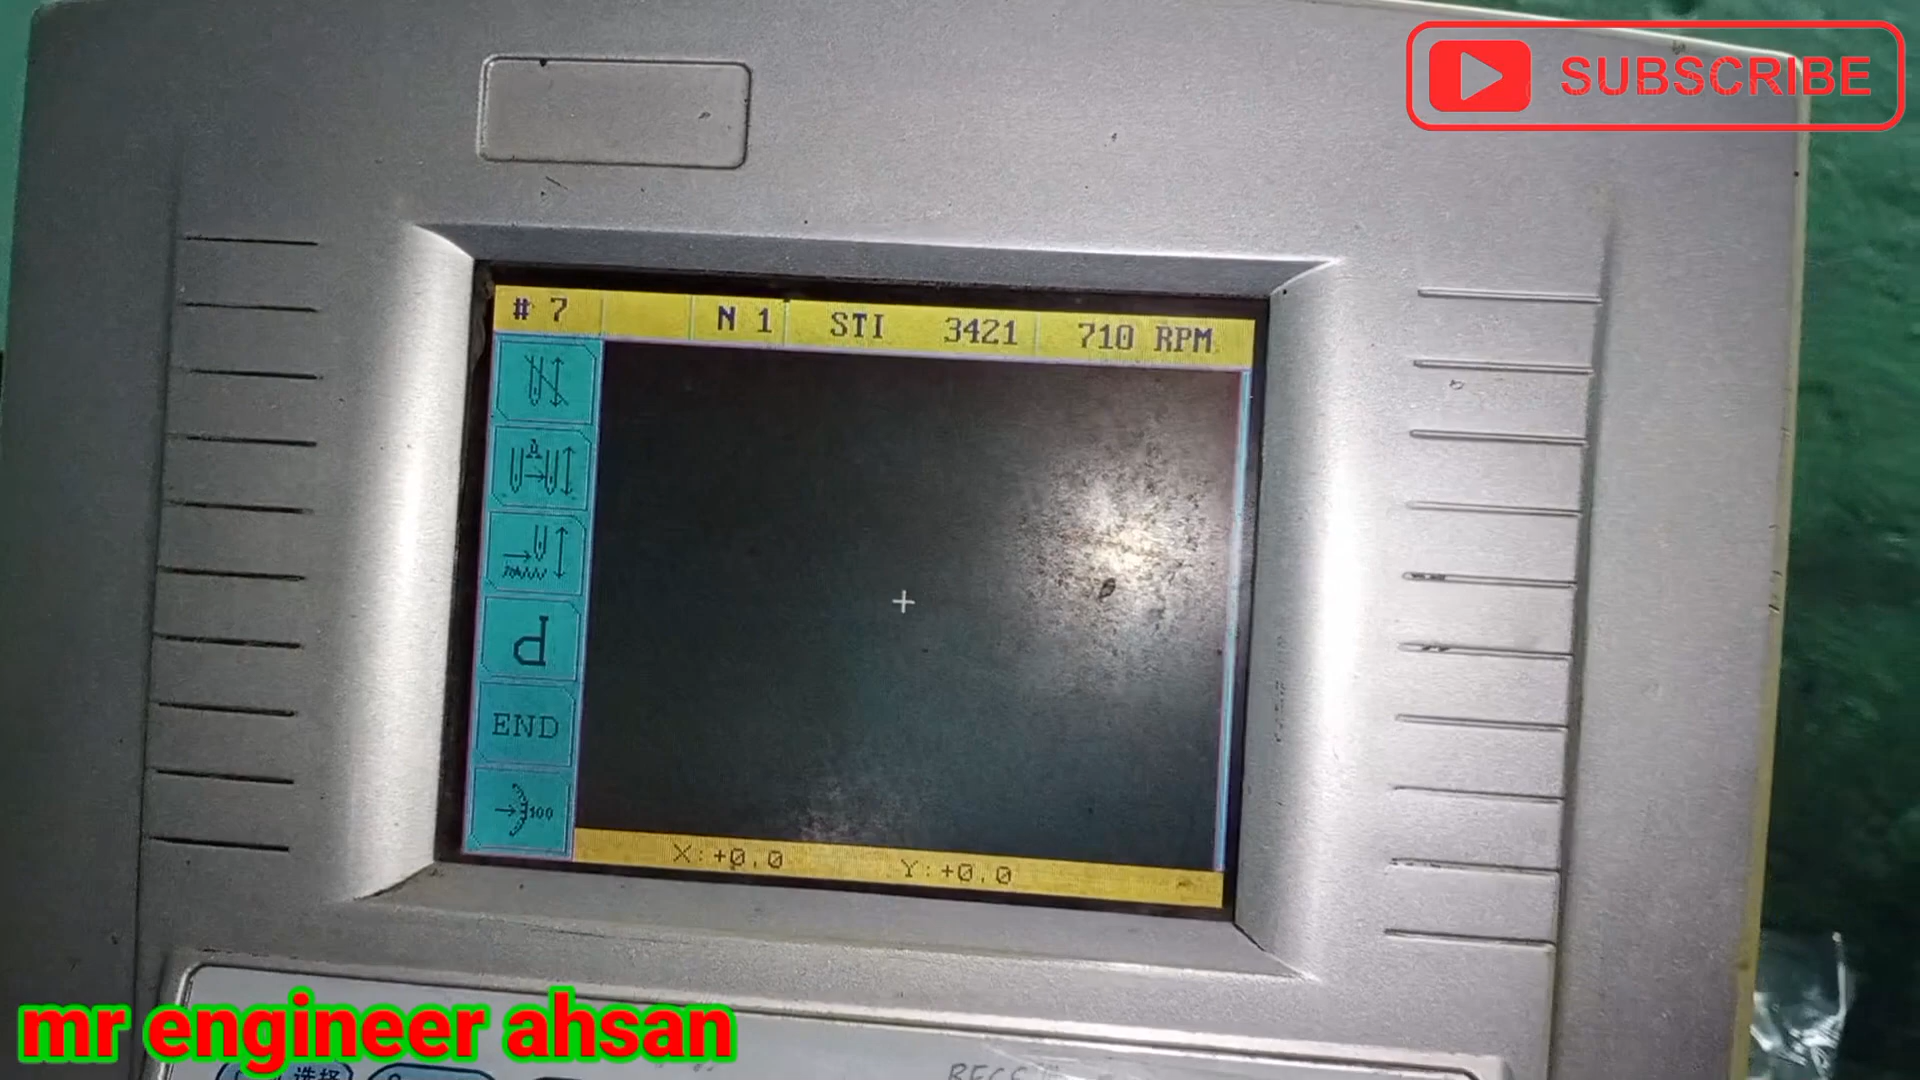 SUBSCRIBE
# 7 N 1 STI 3421 710 RPM
d
END
100
X:+0.0 Y:+0.0
mr engineer ahsan
选择